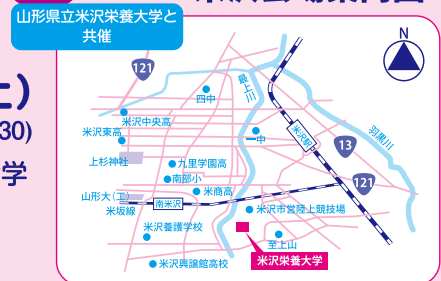 山形県立米沢栄養大学と
共催
30)
学
N
121
四中
最上川
米沢中央高
米沢東高
一中
米沢駅
羽黒川
13
上杉神社
九里学園高
南部小
121
米商高
山形大(工)
米坂線
南米沢
米沢市営陸上競技場
米沢養護学校
至上山
米沢栄養大学
米沢興譲館高校